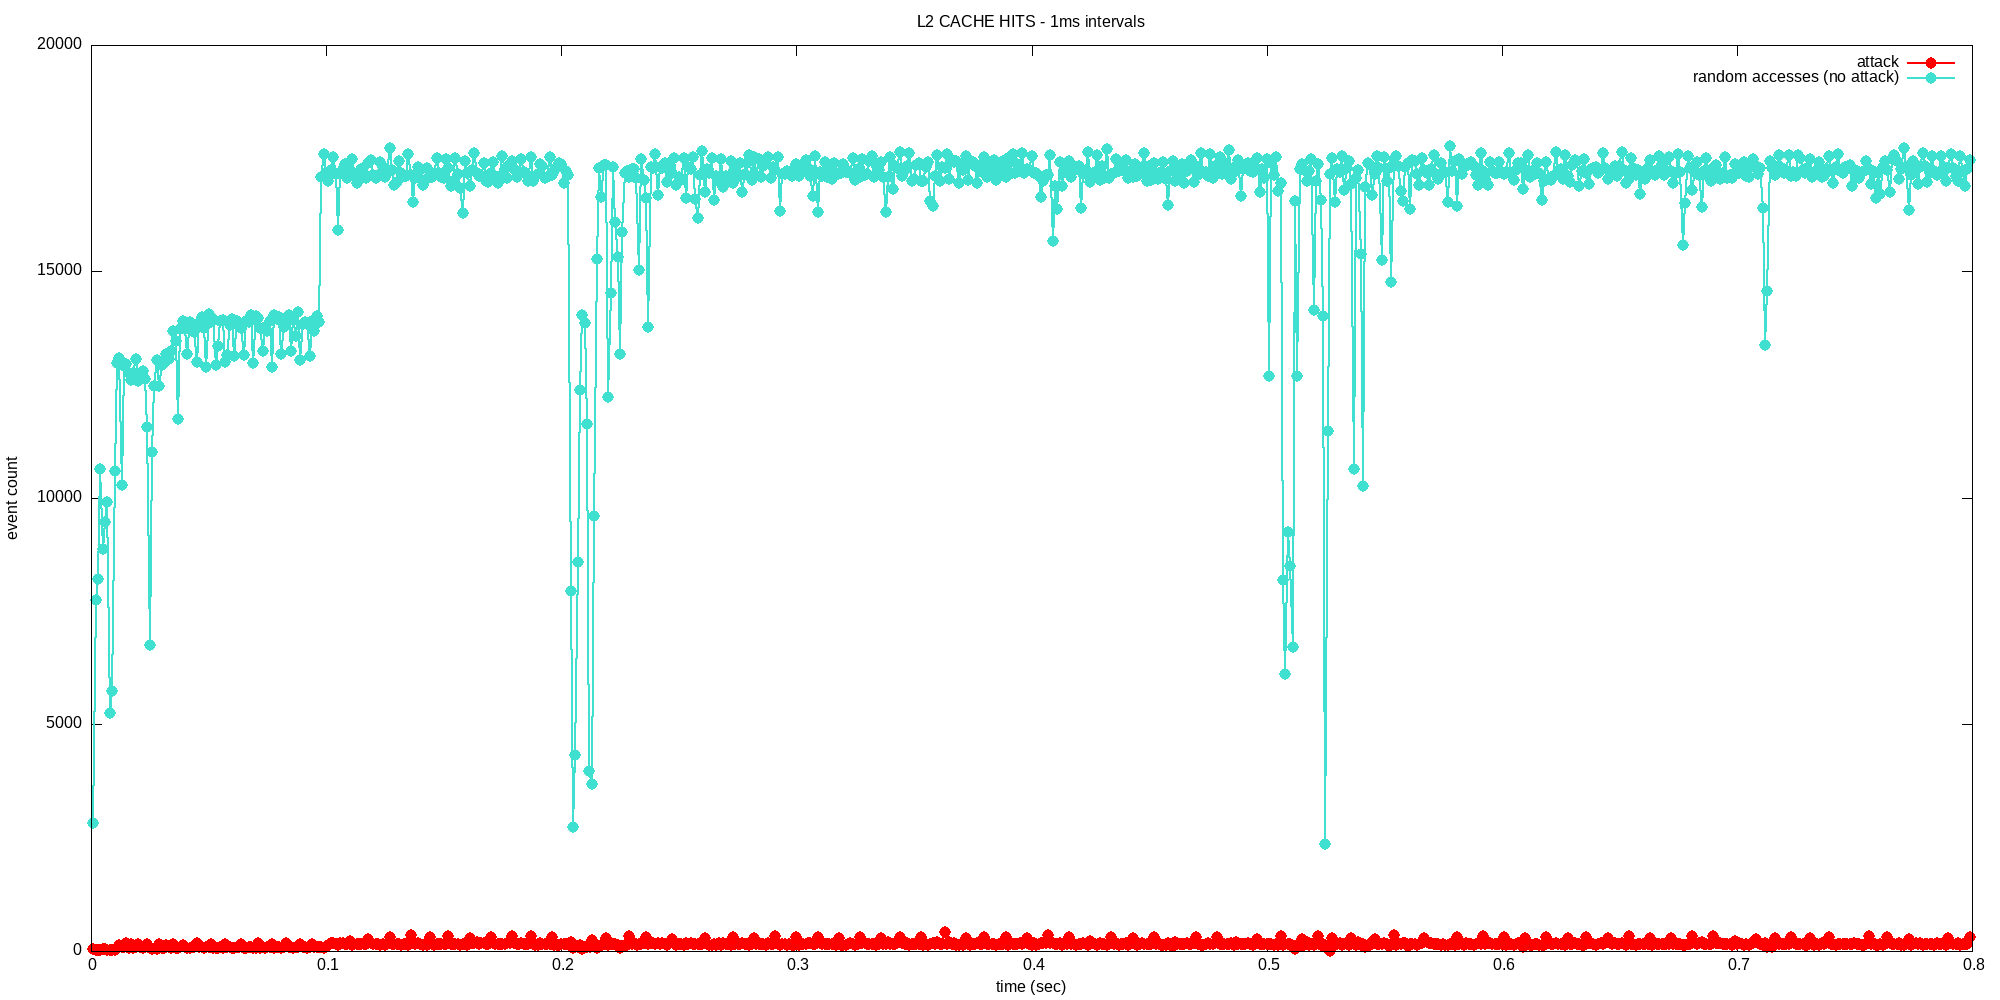 L2 CACHE HITS - 1ms intervals
20000
attack
random accesses (no attack)
15000
10000
event count
5000
0
0 0.1 0.2 0.3 0.4 0.5 0.6 0.7 0.8
time (sec)